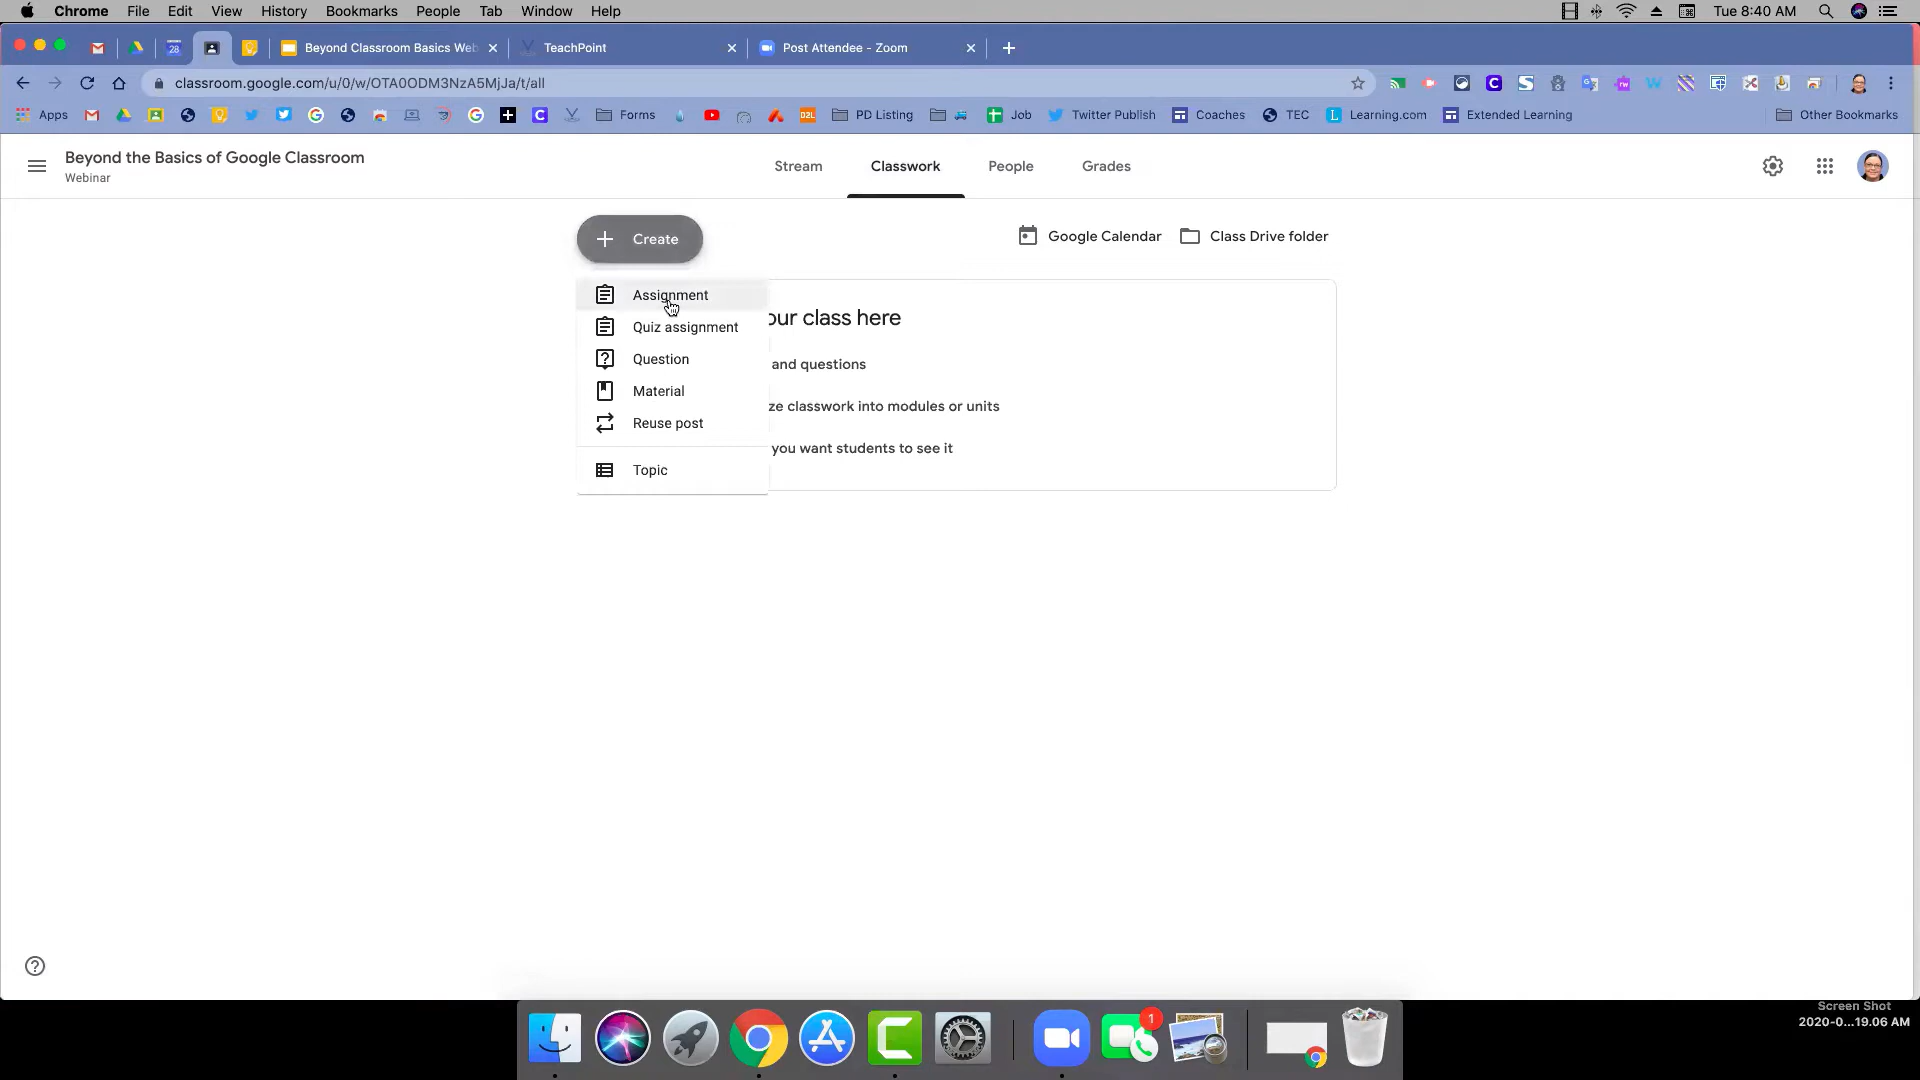 Chrome File Edit View History Bookmarks People Tab Window Help Tue 8:40 AM
28 Beyond Classroom Basics Web TeachPoint Post Attendee - Zoom
classroom.google.com/u/0/w/OTA0ODM3NzA5MjJa/t/all
Apps Forms D2L PD Listing Job Twitter Publish Coaches TEC Learning.com Extended Learning Other Bookmarks
Beyond the Basics of Google Classroom
Webinar
Stream Classwork People Grades
Create
Google Calendar Class Drive folder
Assignment
our class here
Quiz assignment
Question
and questions
Material
ze classwork into modules or units
Reuse post
you want students to see it
Topic
1
Screen Shot
2020-0...19.06 AM